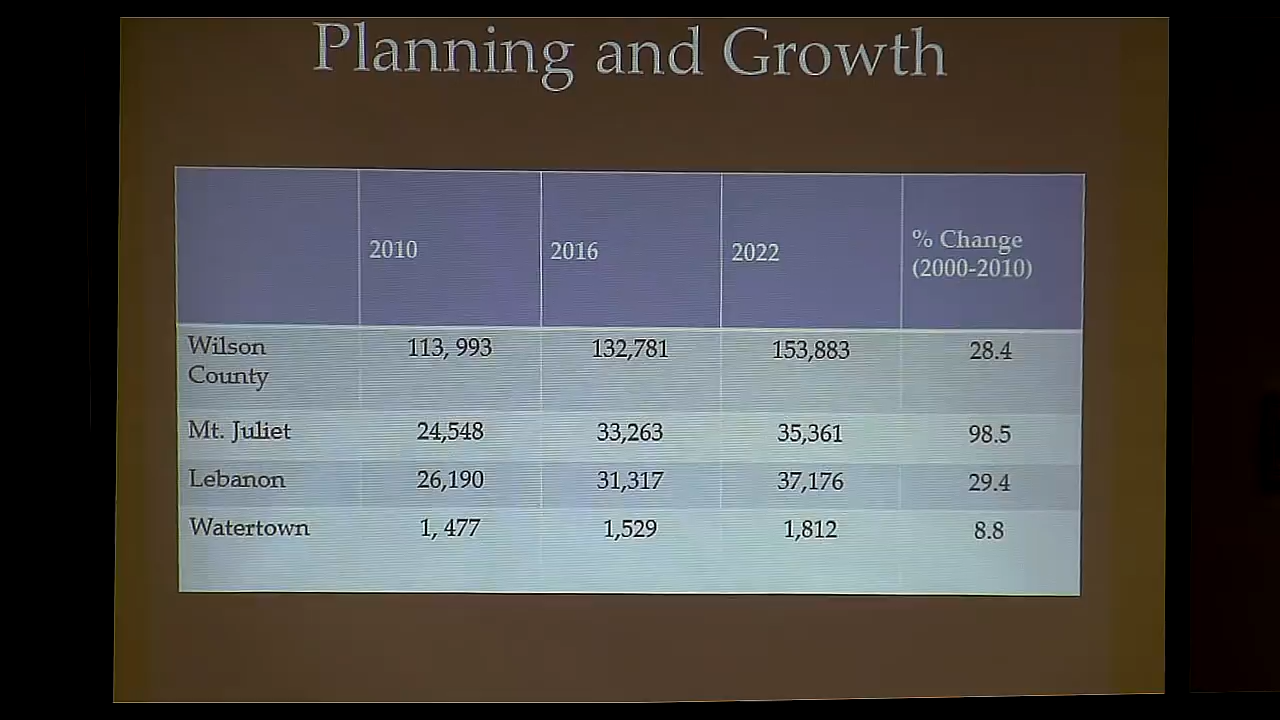 Planning and Growth
2010 2016 2022 % Change (2000-2010)
Wilson County 113, 993 132,781 153,883 28.4
Mt. Juliet 24,548 33,263 35,361 98.5
Lebanon 26,190 31,317 37,176 29.4
Watertown 1, 477 1,529 1,812 8.8